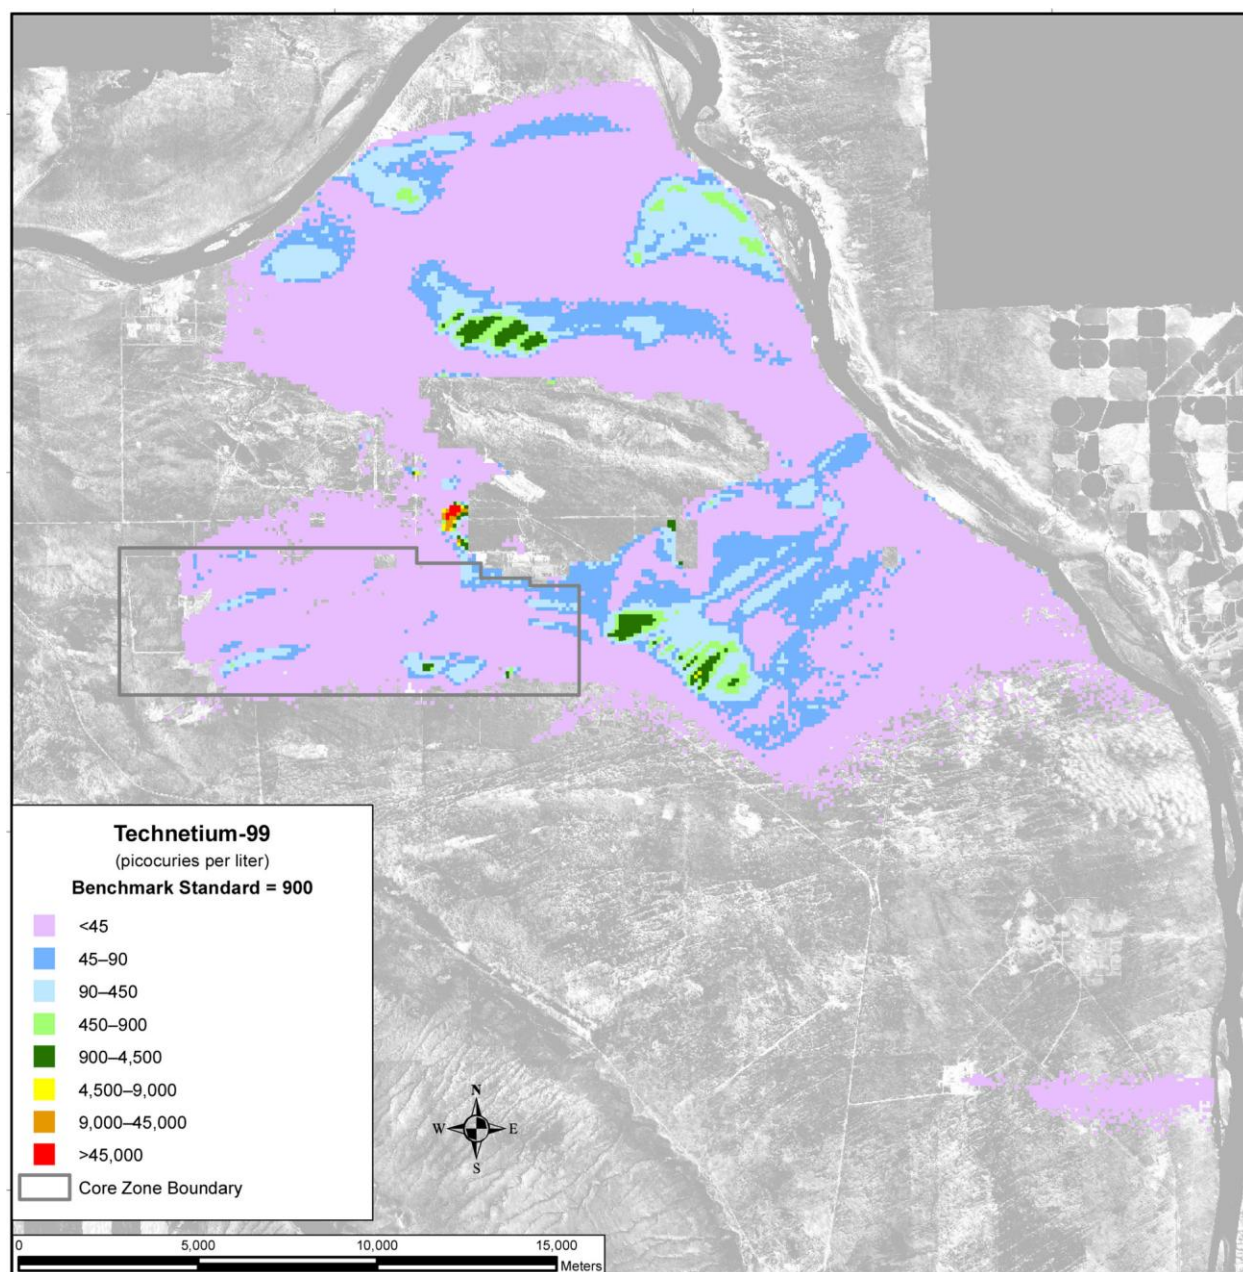 Technetium-99
(picocuries per liter)
Benchmark Standard = 900
<45
45–90
90–450
450–900
900–4,500
4,500–9,000
9,000–45,000
>45,000
Core Zone Boundary
N
W E
S
0 5,000 10,000 15,000
Meters